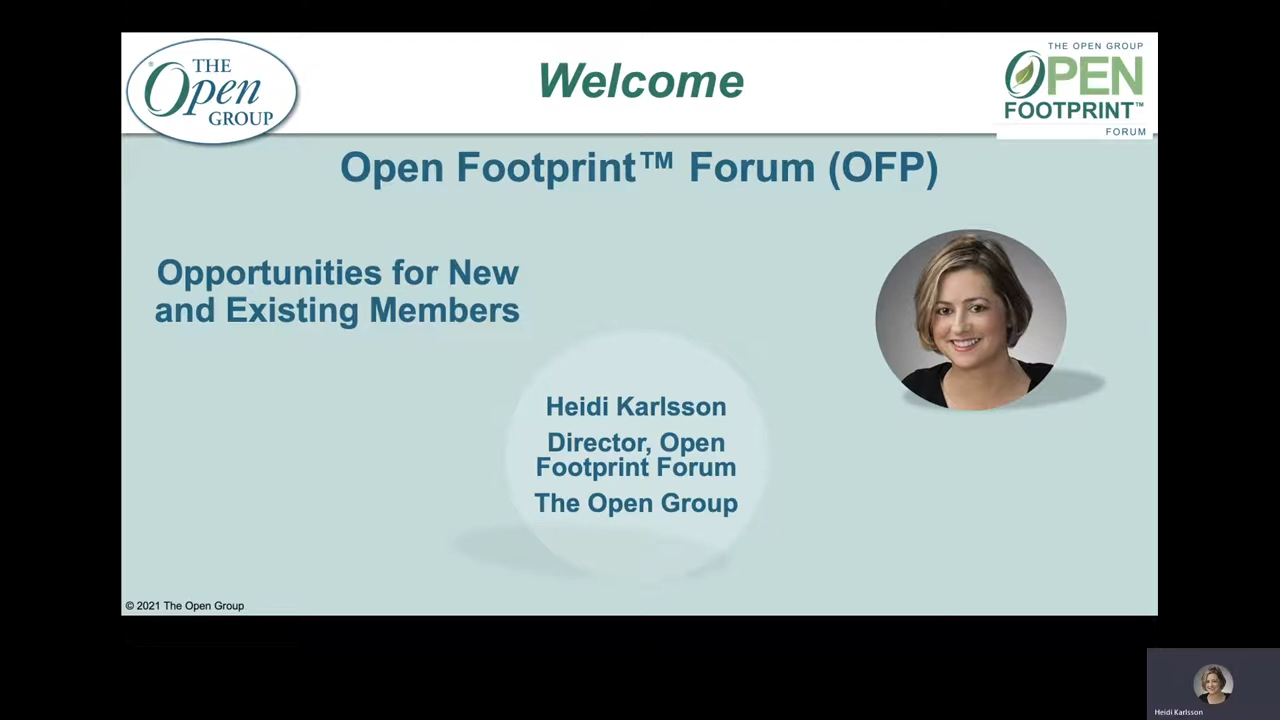 THE
Open
GROUP
®
Welcome
THE OPEN GROUP
OPEN
FOOTPRINT™
FORUM
Open Footprint™ Forum (OFP)
Opportunities for New
and Existing Members
Heidi Karlsson
Director, Open
Footprint Forum
The Open Group
© 2021 The Open Group
Heidi Karlsson